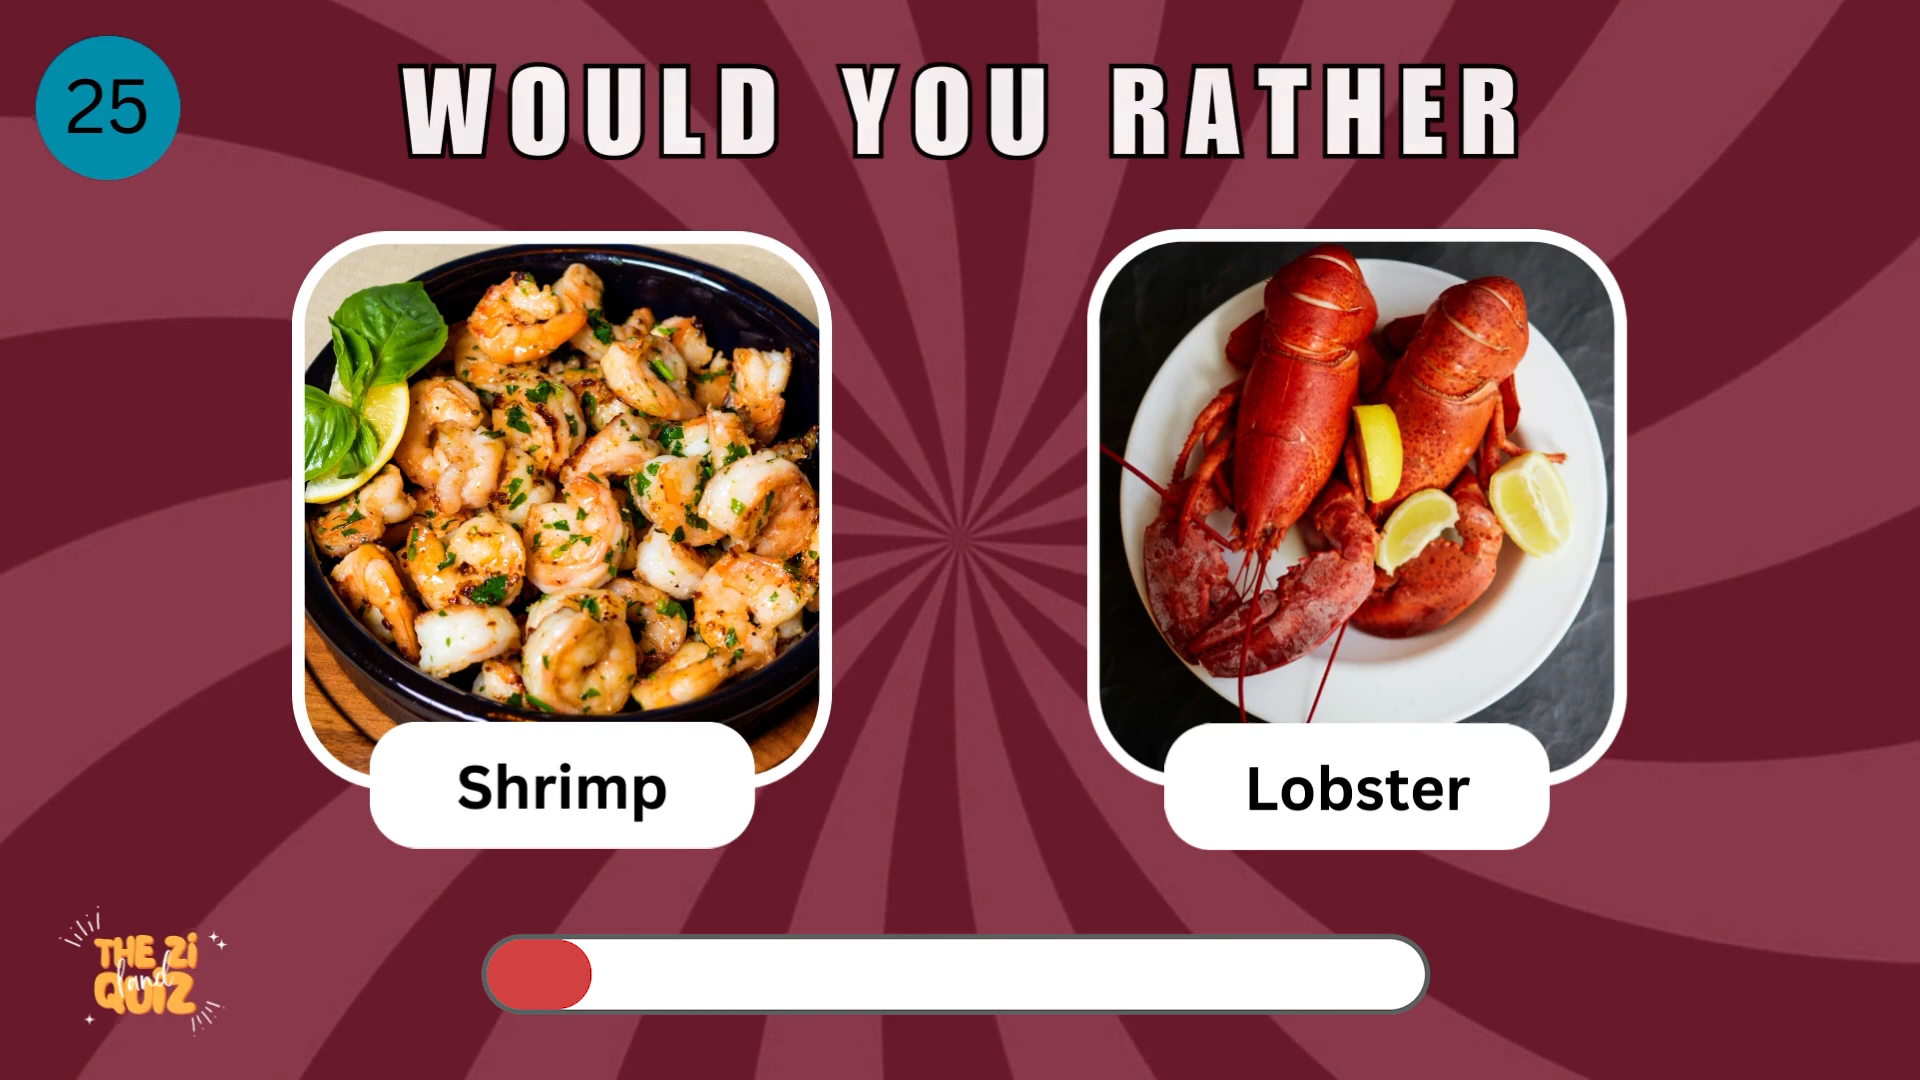 25
WOULD YOU RATHER
Shrimp
Lobster
THE Zi
land
QUIZ